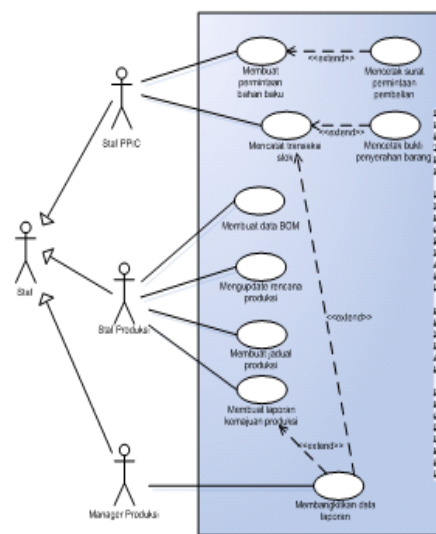 Membuat
permintaan
bahan baku
<<extend>>
Mencetak surat
permintaan
pembelian
Staf PPIC
Mencatat transaksi
stok
<<extend>>
Mencetak bukti
penyerahan barang
Membuat data BOM
Staf
Mengupdate rencana
produksi
Staf Produksi
<<extend>>
Membuat jadual
produksi
Membuat laporan
kemajuan produksi
<<extend>>
Manager Produksi
Membangkitkan data
laporan